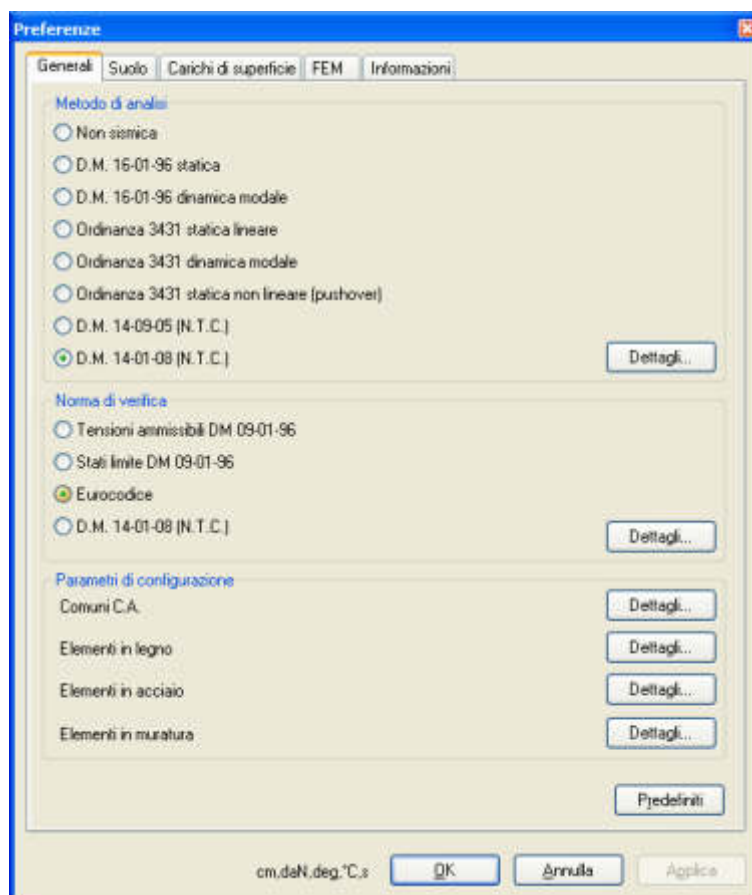 Preferenze
Generali Suolo Carichi di superficie FEM Informazioni
Metodo di analisi
Non sismica
D.M. 16-01-96 statica
D.M. 16-01-96 dinamica modale
Ordinanza 3431 statica lineare
Ordinanza 3431 dinamica modale
Ordinanza 3431 statica non lineare (pushover)
D.M. 14-09-05 (N.T.C.)
D.M. 14-01-08 (N.T.C.) Dettagli...
Norma di verifica
Tensioni ammissibili DM 09-01-96
Stati limite DM 09-01-96
Eurocodice
D.M. 14-01-08 (N.T.C.) Dettagli...
Parametri di configurazione
Comuni C.A. Dettagli...
Elementi in legno Dettagli...
Elementi in acciaio Dettagli...
Elementi in muratura Dettagli...
Predefiniti
cm,daN,deg,°C,s OK Annulla Applica